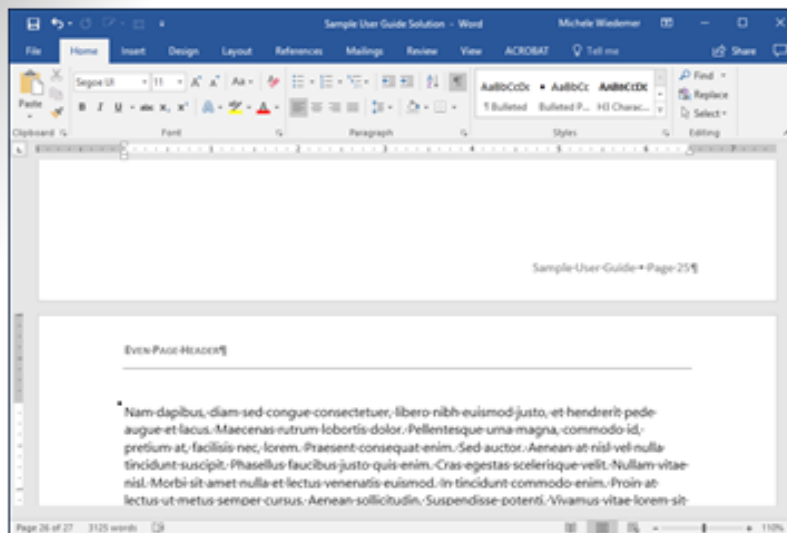 Sample User Guide Solution - Word
Michele Wiedemer
File Home Insert Design Layout References Mailings Review View ACROBAT Tell me Share
Paste
Segoe UI 11
B I U abc x₂ x²
AaBbCcDc AaBbCc AABBCCDC
¶ Bulleted Bulleted P... H3 Charac...
Find
Replace
Select
Clipboard Font Paragraph Styles Editing
Sample·User·Guide·•·Page·25¶
EVEN·PAGE·HEADER¶
Nam·dapibus,·diam·sed·congue·consectetuer,·libero·nibh·euismod·justo,·et·hendrerit·pede·
augue·et·lacus.·Maecenas·rutrum·lobortis·dolor.·Pellentesque·urna·magna,·commodo·id,·
pretium·at,·facilisis·nec,·lorem.·Praesent·consequat·enim.·Sed·auctor.·Aenean·at·nisl·vel·nulla·
tincidunt·suscipit.·Phasellus·faucibus·justo·quis·enim.·Cras·egestas·scelerisque·velit.·Nullam·vitae·
nisl.·Morbi·sit·amet·nulla·et·lectus·venenatis·euismod.·In·tincidunt·commodo·enim.·Proin·at·
lectus·ut·metus·semper·cursus.·Aenean·sollicitudin.·Suspendisse·potenti.·Vivamus·vitae·lorem·sit·
Page 26 of 27 3125 words 110%